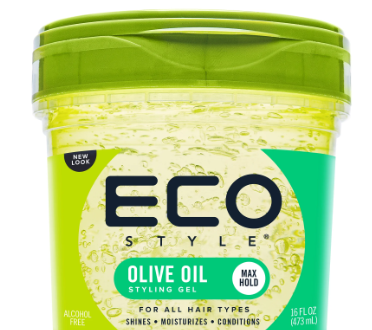 NEW
LOOK
ECO
STYLE®
OLIVE OIL
STYLING GEL
MAX
HOLD
FOR ALL HAIR TYPES
SHINES • MOISTURIZES • CONDITIONS
ALCOHOL
FREE
16 FL OZ
(473 mL)